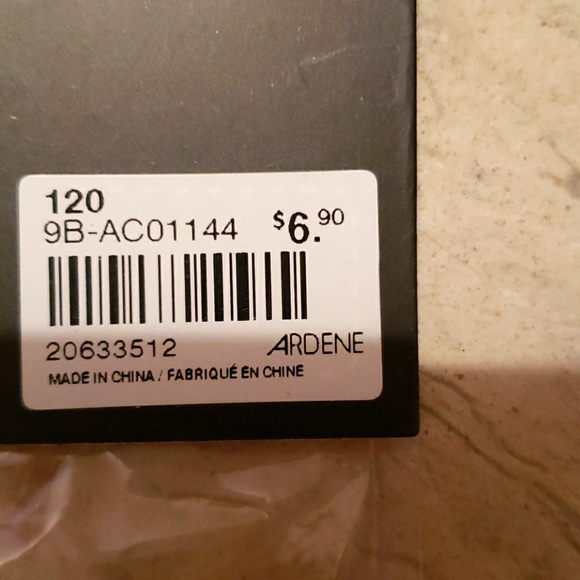 120
9B-AC01144 $6.90
20633512 ARDENE
MADE IN CHINA / FABRIQUÉ EN CHINE